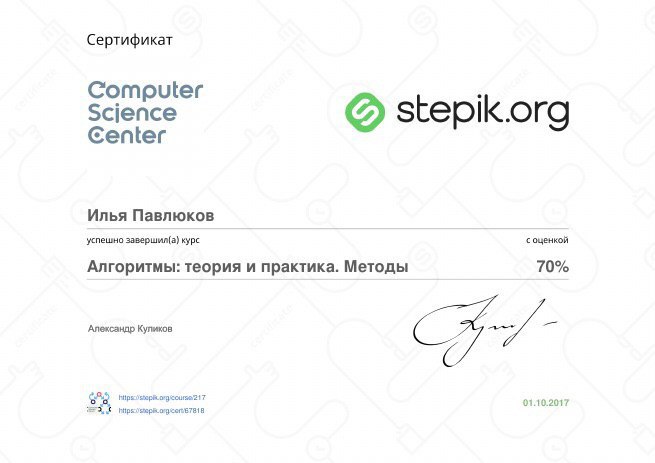 Сертификат
Computer
Science
Center
stepik.org
Илья Павлюков
успешно завершил(а) курс с оценкой
Алгоритмы: теория и практика. Методы 70%
Александр Куликов
https://stepik.org/course/217
https://stepik.org/cert/67818
01.10.2017